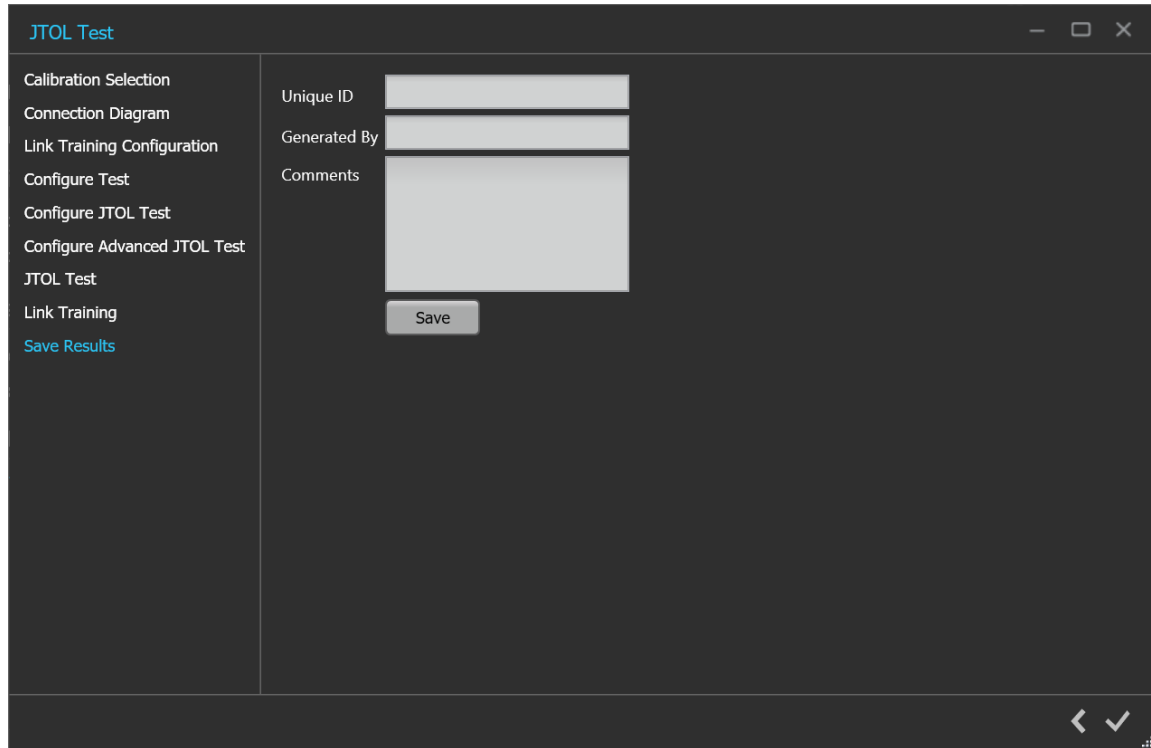 JTOL Test
Calibration Selection
Connection Diagram
Link Training Configuration
Configure Test
Configure JTOL Test
Configure Advanced JTOL Test
JTOL Test
Link Training
Save Results
Unique ID
Generated By
Comments
Save